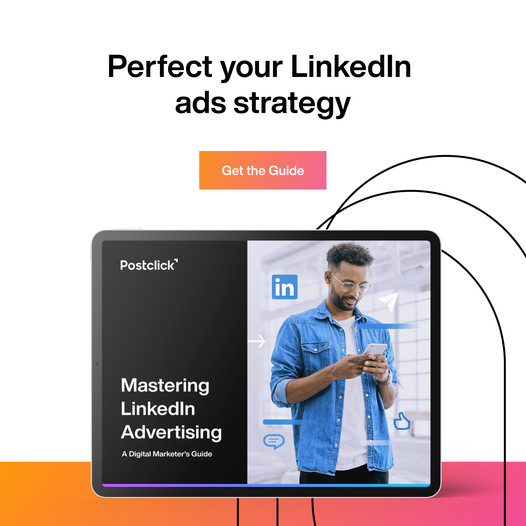 Perfect your LinkedIn
ads strategy
Get the Guide
Postclick
in
Mastering
LinkedIn
Advertising
A Digital Marketer's Guide